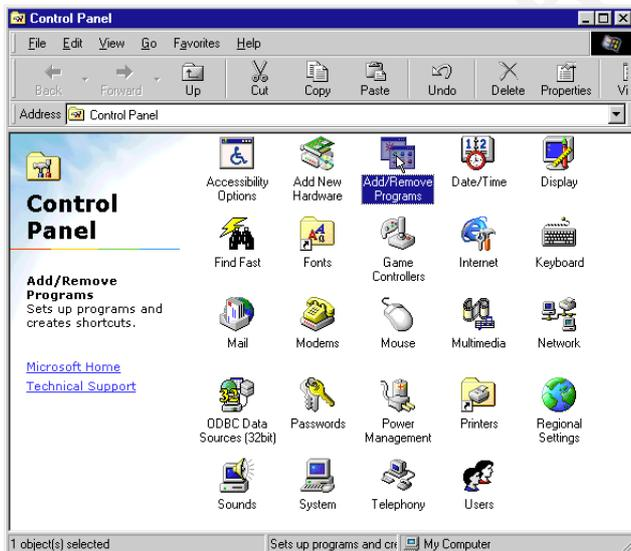 Control Panel
File Edit View Go Favorites Help
Back Forward Up Cut Copy Paste Undo Delete Properties Vi
Address Control Panel
Control
Panel
Add/Remove
Programs
Sets up programs and
creates shortcuts.
Microsoft Home
Technical Support
Accessibility
Options
Add New
Hardware
Add/Remove
Programs
Date/Time
Display
Find Fast
Fonts
Game
Controllers
Internet
Keyboard
Mail
Modems
Mouse
Multimedia
Network
ODBC Data
Sources (32bit)
Passwords
Power
Management
Printers
Regional
Settings
Sounds
System
Telephony
Users
1 object(s) selected Sets up programs and cre My Computer